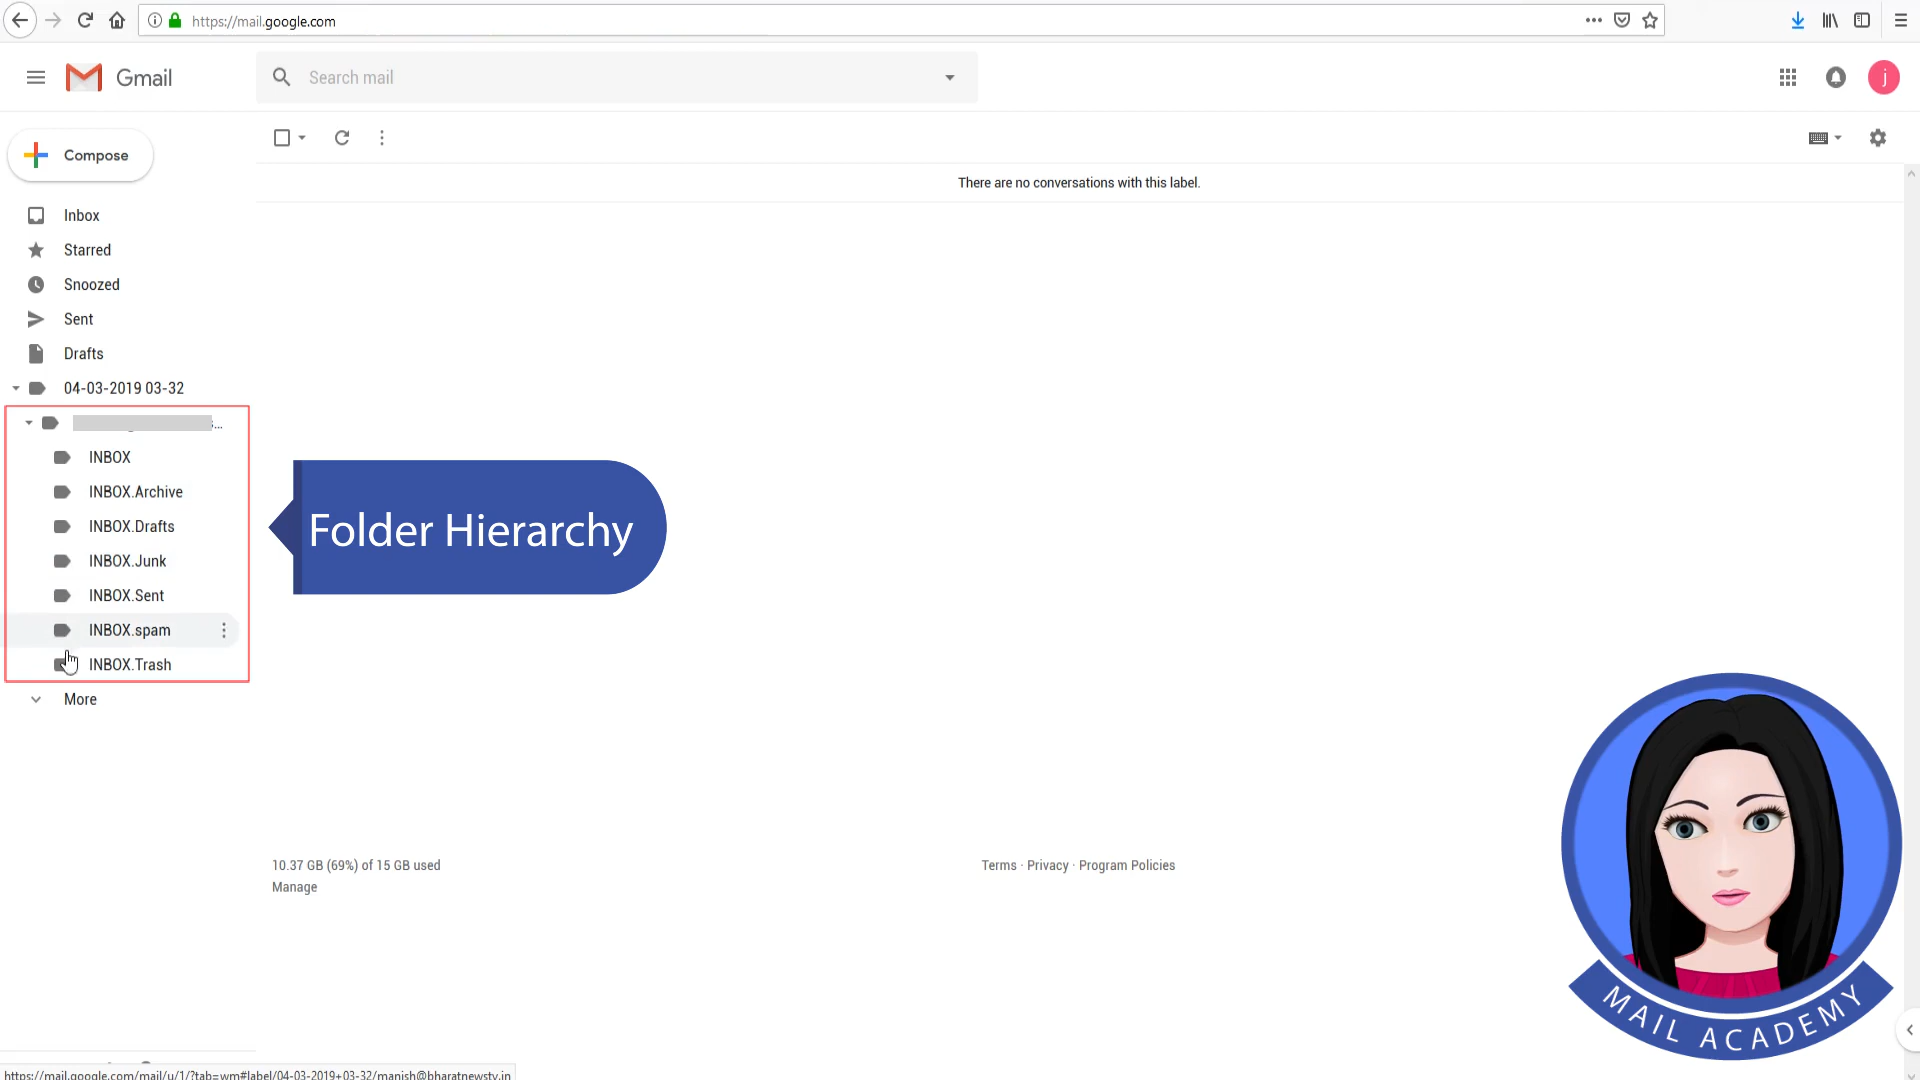 https://mail.google.com
Gmail
Search mail
j
Compose
There are no conversations with this label.
Inbox
Starred
Snoozed
Sent
Drafts
04-03-2019 03-32
INBOX
INBOX.Archive
INBOX.Drafts
INBOX.Junk
INBOX.Sent
INBOX.spam
INBOX.Trash
More
Folder Hierarchy
10.37 GB (69%) of 15 GB used
Manage
Terms · Privacy · Program Policies
MAIL ACADEMY
https://mail.google.com/mail/u/1/?tab=wm#label/04-03-2019+03-32/manish@bharatnewstv.in